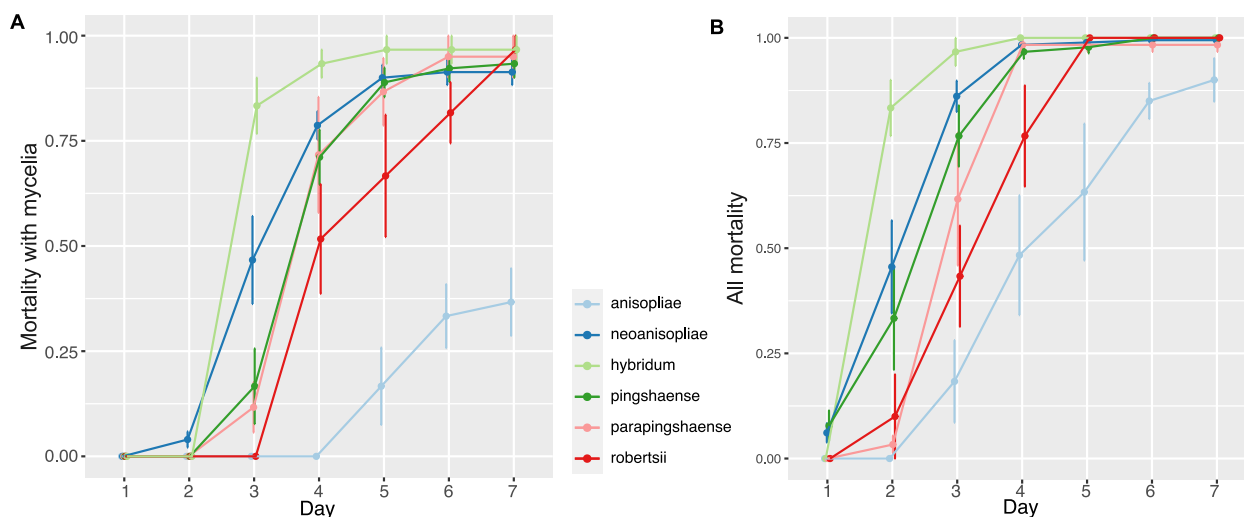 A
Mortality with mycelia
1.00
0.75
0.50
0.25
0.00
1 2 3 4 5 6 7
Day
anisopliae
neoanisopliae
hybridum
pingshaense
parapingshaense
robertsii
B
All mortality
1.00
0.75
0.50
0.25
0.00
1 2 3 4 5 6 7
Day